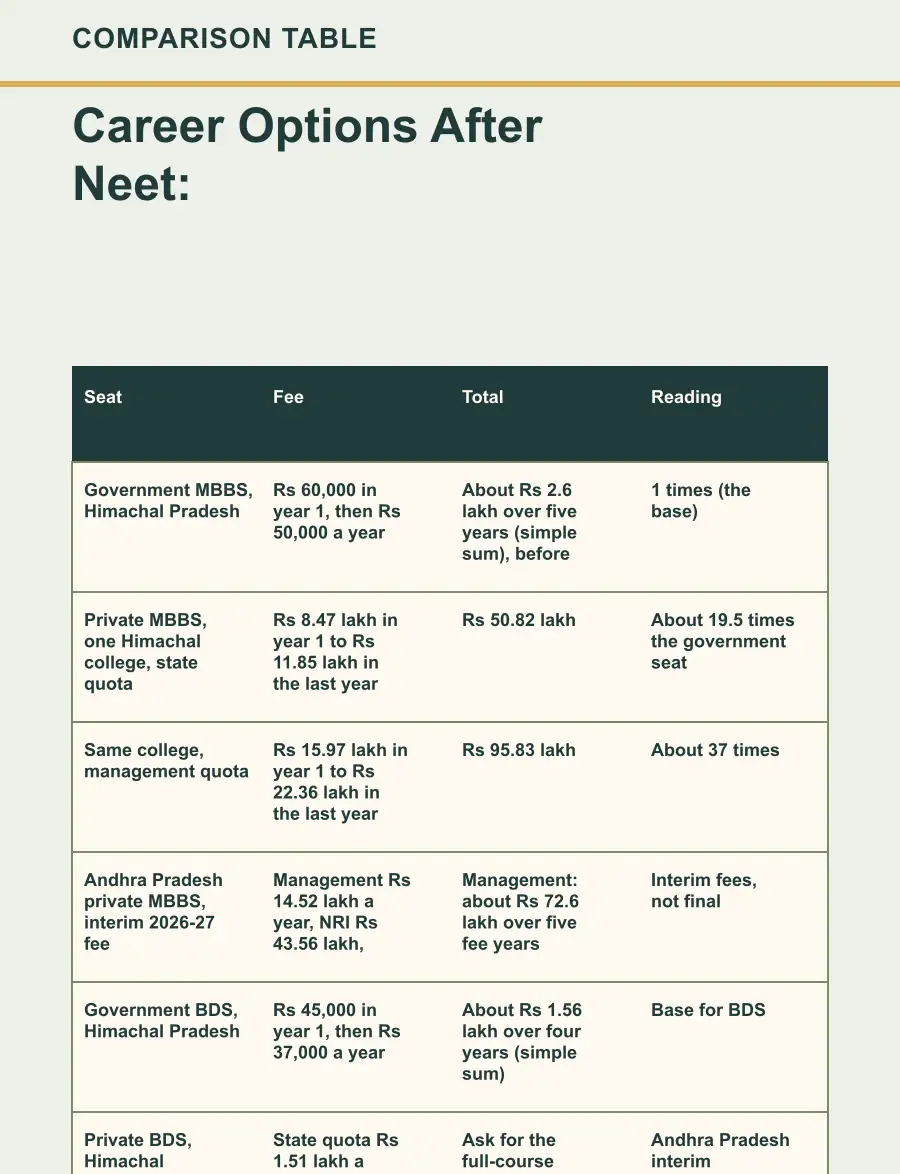 COMPARISON TABLE
Career Options After
Neet:
Seat
Fee
Total
Reading
Government MBBS,
Himachal Pradesh
Rs 60,000 in
year 1, then Rs
50,000 a year
About Rs 2.6
lakh over five
years (simple
sum), before
1 times (the
base)
Private MBBS,
one Himachal
college, state
quota
Rs 8.47 lakh in
year 1 to Rs
11.85 lakh in
the last year
Rs 50.82 lakh
About 19.5 times
the government
seat
Same college,
management quota
Rs 15.97 lakh in
year 1 to Rs
22.36 lakh in
the last year
Rs 95.83 lakh
About 37 times
Andhra Pradesh
private MBBS,
interim 2026-27
fee
Management Rs
14.52 lakh a
year, NRI Rs
43.56 lakh,
Management:
about Rs 72.6
lakh over five
fee years
Interim fees,
not final
Government BDS,
Himachal Pradesh
Rs 45,000 in
year 1, then Rs
37,000 a year
About Rs 1.56
lakh over four
years (simple
sum)
Base for BDS
Private BDS,
Himachal
State quota Rs
1.51 lakh a
Ask for the
full-course
Andhra Pradesh
interim